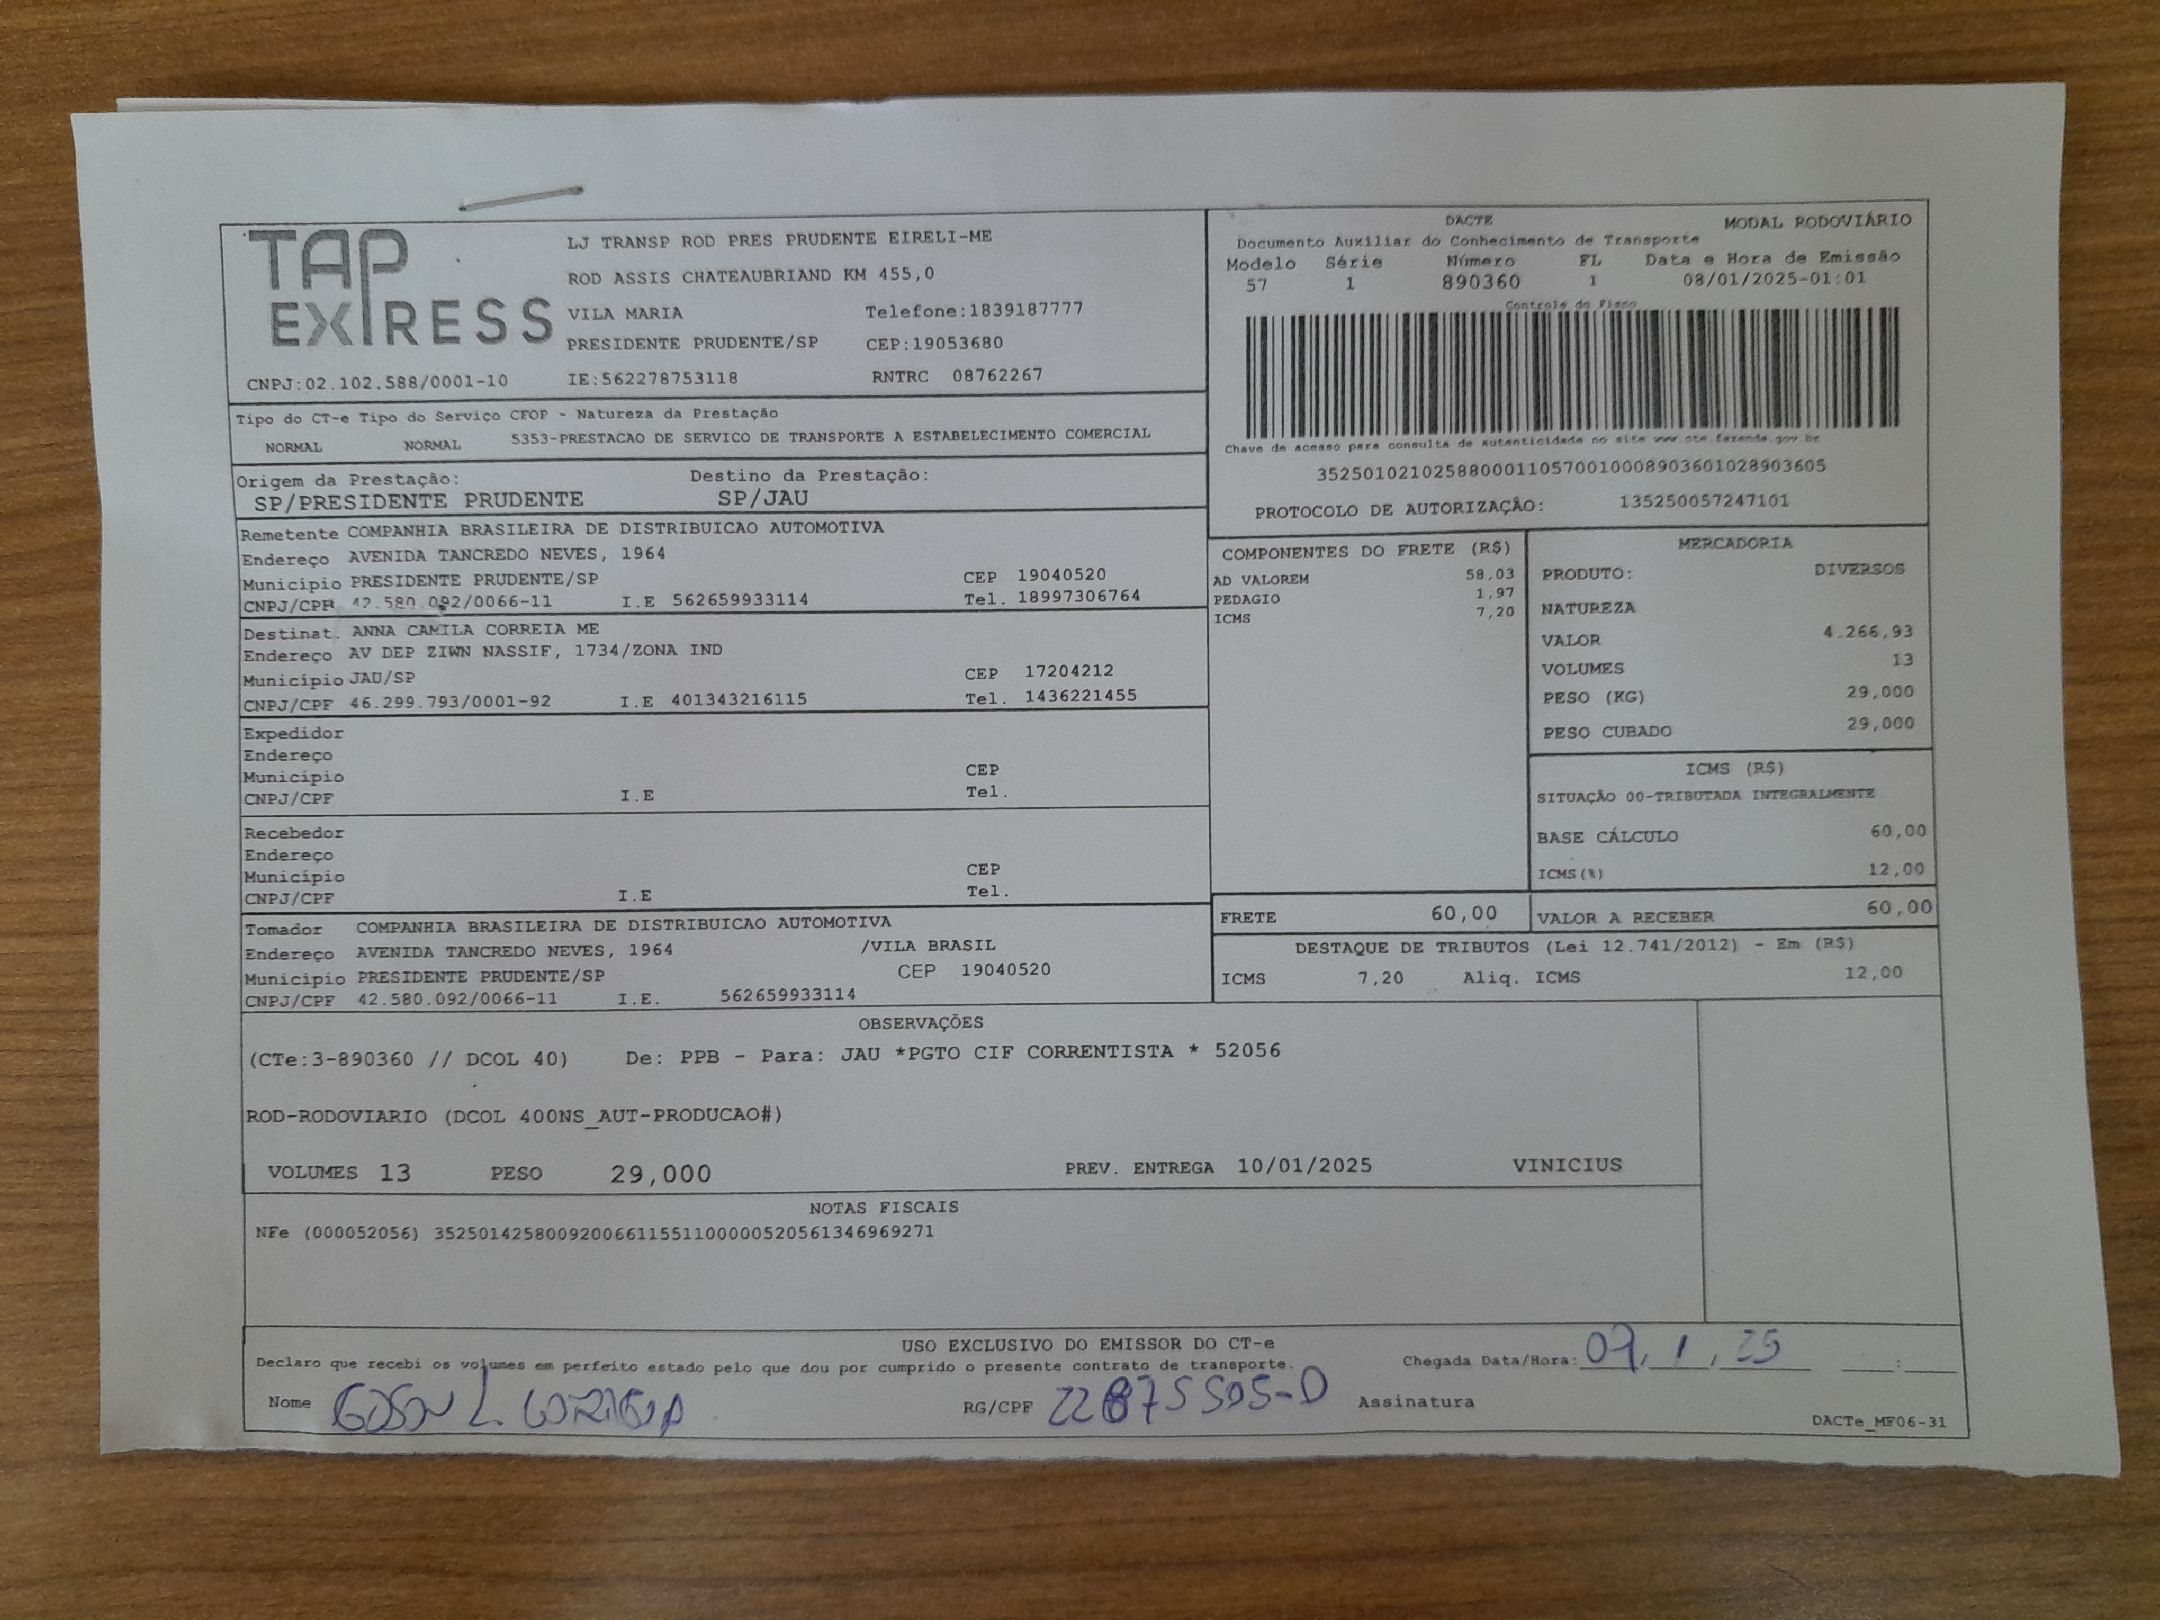 TAP EXPRESS
LJ TRANSP ROD PRES PRUDENTE EIRELI-ME
ROD ASSIS CHATEAUBRIAND KM 455,0
VILA MARIA Telefone:1839187777
PRESIDENTE PRUDENTE/SP CEP:19053680
CNPJ:02.102.588/0001-10 IE:562278753118 RNTRC 08762267
DACTE MODAL RODOVIÁRIO
Documento Auxiliar do Conhecimento de Transporte
Modelo Série Número FL Data e Hora de Emissão
57 1 890360 1 08/01/2025-01:01
Controle do Fisco
Chave de acesso para consulta de autenticidade no site www.cte.fazenda.gov.br
35250102102588000110570010008903601028903605
PROTOCOLO DE AUTORIZAÇÃO: 135250057247101
Tipo do CT-e Tipo do Serviço CFOP - Natureza da Prestação
NORMAL NORMAL 5353-PRESTACAO DE SERVICO DE TRANSPORTE A ESTABELECIMENTO COMERCIAL
Origem da Prestação: Destino da Prestação:
SP/PRESIDENTE PRUDENTE SP/JAU
Remetente COMPANHIA BRASILEIRA DE DISTRIBUICAO AUTOMOTIVA
Endereço AVENIDA TANCREDO NEVES, 1964
Município PRESIDENTE PRUDENTE/SP CEP 19040520
CNPJ/CPF 42.580.092/0066-11 I.E 562659933114 Tel. 18997306764
Destinat. ANNA CAMILA CORREIA ME
Endereço AV DEP ZIWN NASSIF, 1734/ZONA IND
Município JAU/SP CEP 17204212
CNPJ/CPF 46.299.793/0001-92 I.E 401343216115 Tel. 1436221455
Expedidor
Endereço
Município CEP
CNPJ/CPF I.E Tel.
Recebedor
Endereço
Município CEP
CNPJ/CPF I.E Tel.
Tomador COMPANHIA BRASILEIRA DE DISTRIBUICAO AUTOMOTIVA
Endereço AVENIDA TANCREDO NEVES, 1964 /VILA BRASIL
Município PRESIDENTE PRUDENTE/SP CEP 19040520
CNPJ/CPF 42.580.092/0066-11 I.E. 562659933114
COMPONENTES DO FRETE (R$)
AD VALOREM 58,03
PEDAGIO 1,97
ICMS 7,20
MERCADORIA
PRODUTO: DIVERSOS
NATUREZA
VALOR 4.266,93
VOLUMES 13
PESO (KG) 29,000
PESO CUBADO 29,000
ICMS (R$)
SITUAÇÃO 00-TRIBUTADA INTEGRALMENTE
BASE CÁLCULO 60,00
ICMS(%) 12,00
FRETE 60,00 VALOR A RECEBER 60,00
DESTAQUE DE TRIBUTOS (Lei 12.741/2012) - Em (R$)
ICMS 7,20 Aliq. ICMS 12,00
OBSERVAÇÕES
(CTe:3-890360 // DCOL 40) De: PPB - Para: JAU *PGTO CIF CORRENTISTA * 52056
ROD-RODOVIARIO (DCOL 400NS_AUT-PRODUCAO#)
VOLUMES 13 PESO 29,000 PREV. ENTREGA 10/01/2025 VINICIUS
NOTAS FISCAIS
NFe (000052056) 35250142580092006611551100000520561346969271
USO EXCLUSIVO DO EMISSOR DO CT-e
Declaro que recebi os volumes em perfeito estado pelo que dou por cumprido o presente contrato de transporte. Chegada Data/Hora: 09, 1, 25 :
Nome EDSON L. RG/CPF 22875505-D Assinatura
DACTe_MF06-31